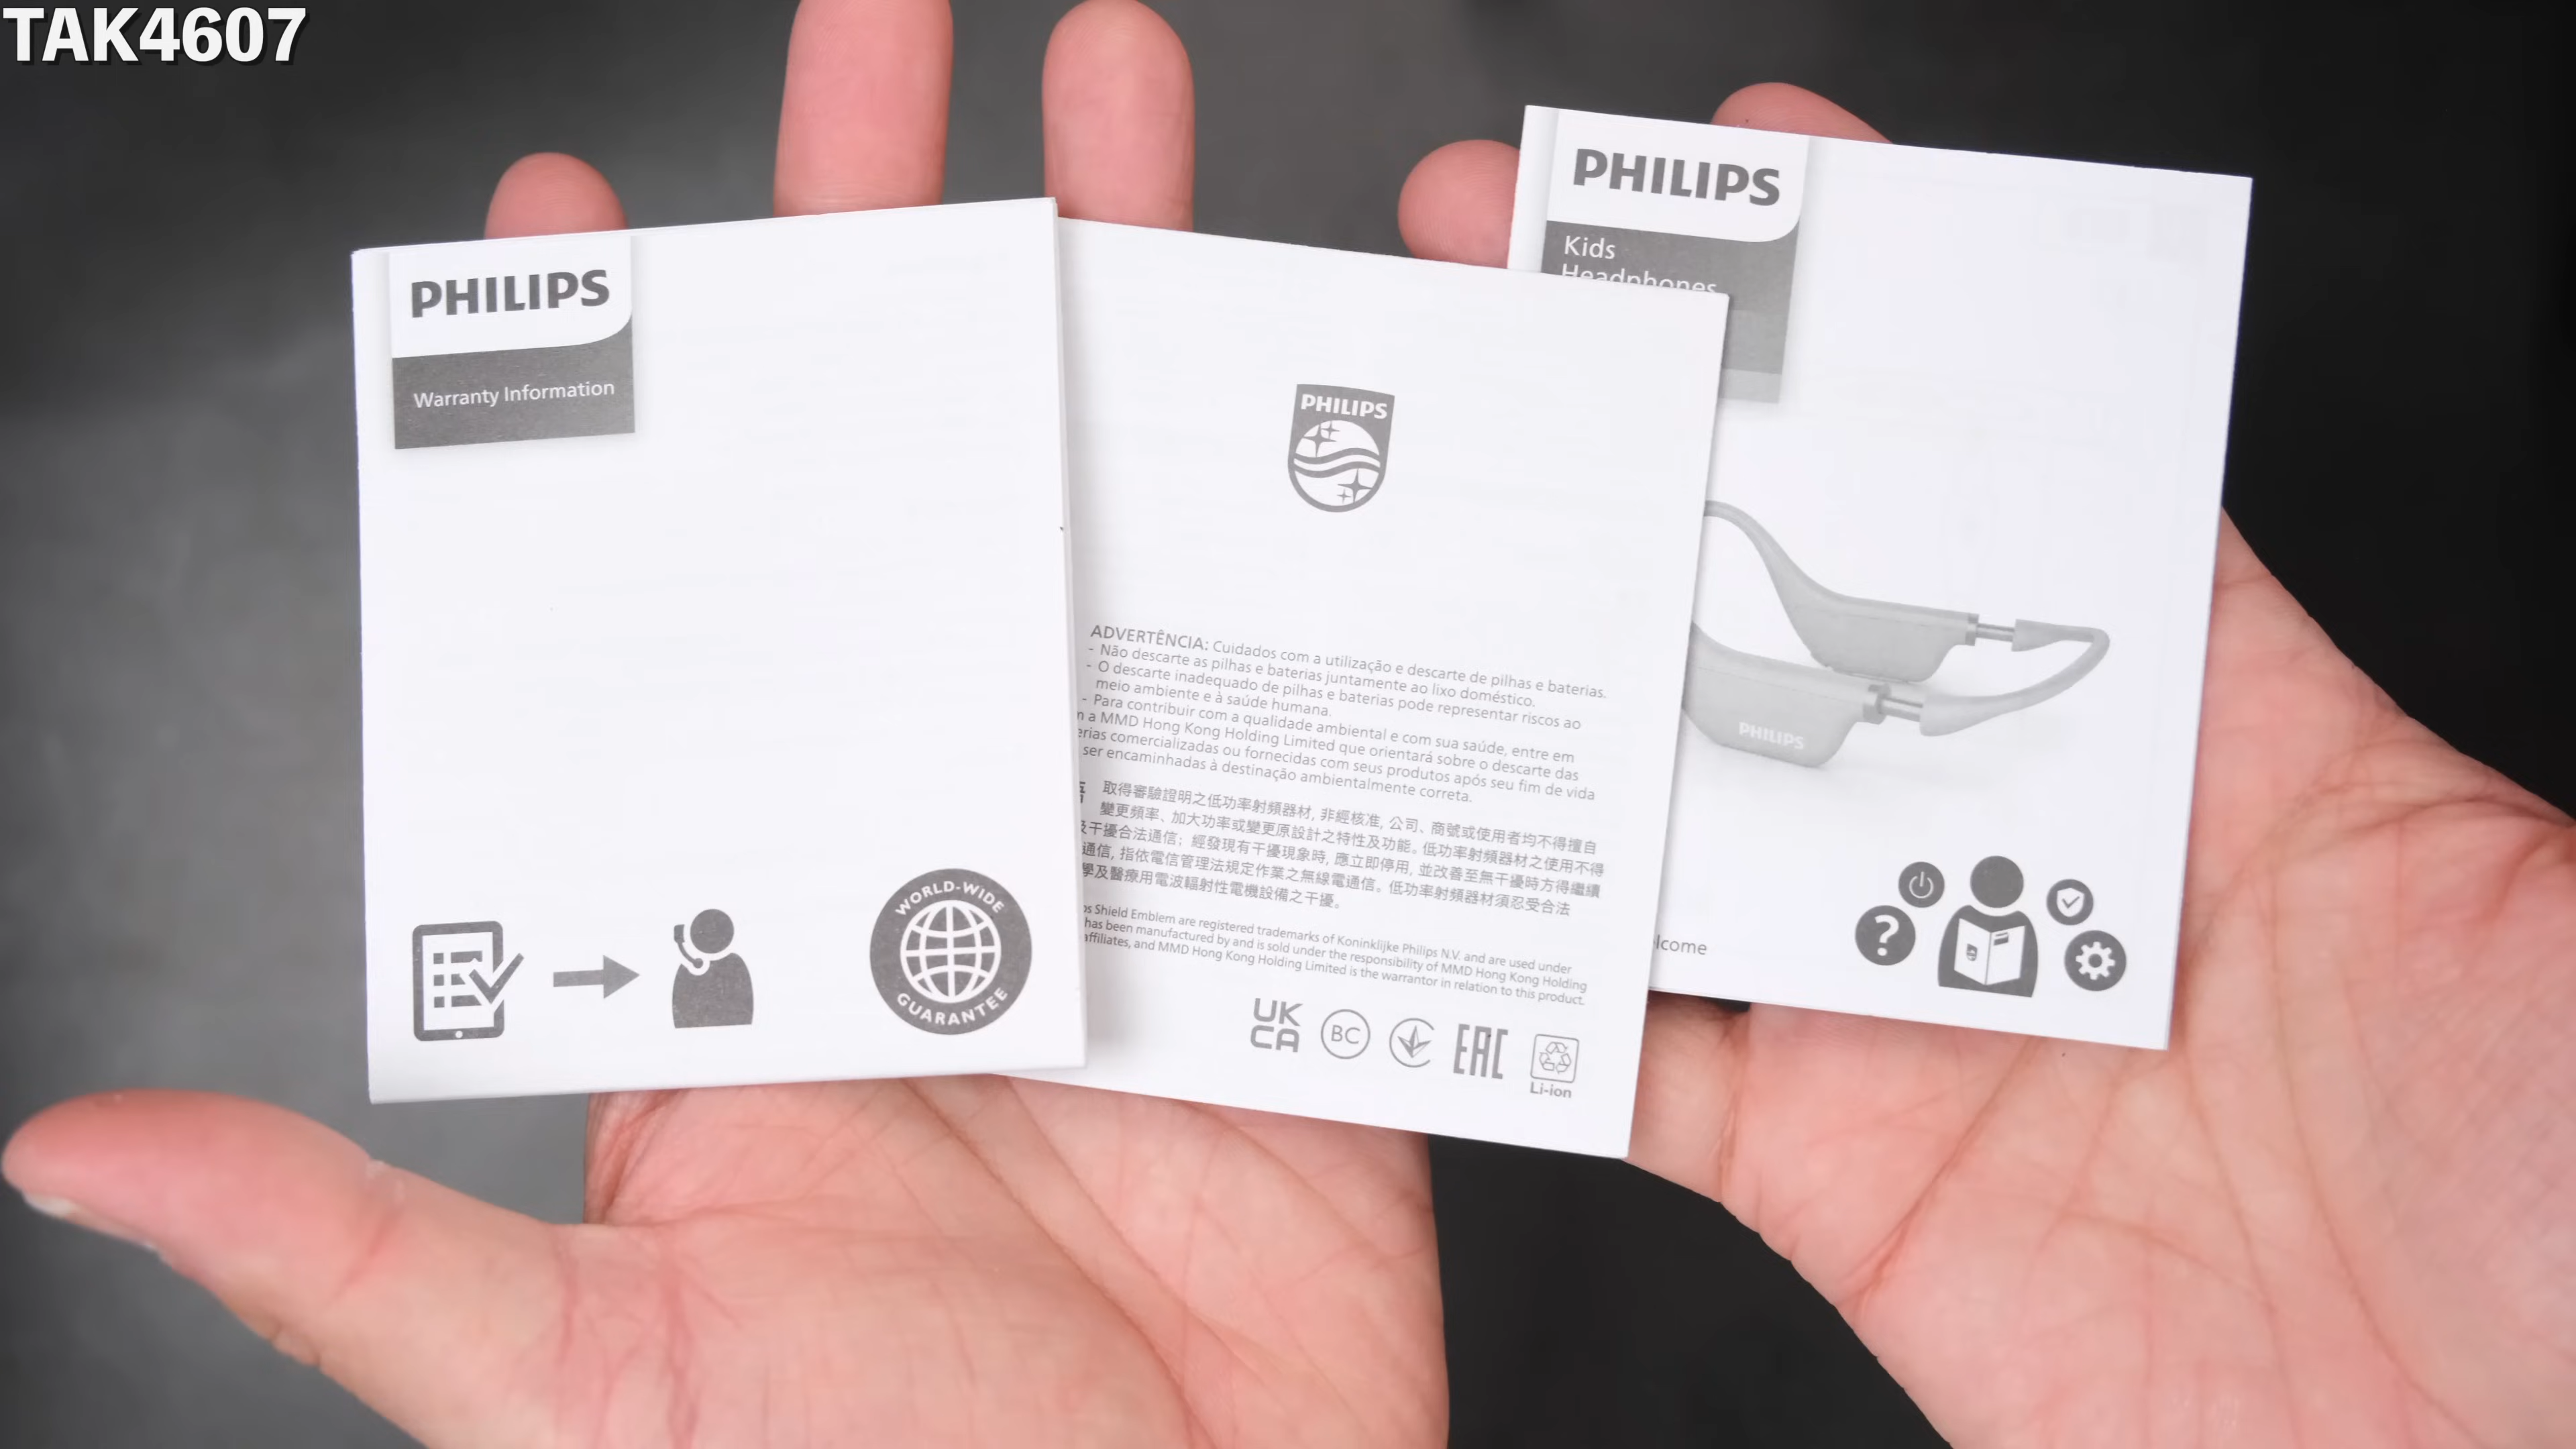 TAK4607
PHILIPS
Warranty Information
WORLD-WIDE
GUARANTEE
PHILIPS
ADVERTÊNCIA: Cuidados com a utilização e descarte de pilhas e baterias.
- Não descarte as pilhas e baterias juntamente ao lixo doméstico.
- O descarte inadequado de pilhas e baterias pode representar riscos ao
meio ambiente e à saúde humana.
- Para contribuir com a qualidade ambiental e com sua saúde, entre em
a MMD Hong Kong Holding Limited que orientará sobre o descarte das
comercializadas ou fornecidas com seus produtos após seu fim de vida
ser encaminhadas à destinação ambientalmente correta.
取得審驗證明之低功率射頻器材, 非經核准, 公司、商號或使用者均不得擅自
變更頻率、加大功率或變更原設計之特性及功能。低功率射頻器材之使用不得
及干擾合法通信; 經發現有干擾現象時, 應立即停用, 並改善至無干擾時方得繼續
通信, 指依電信管理法規定作業之無線電通信。低功率射頻器材須忍受合法
學及醫療用電波輻射性電機設備之干擾。
Shield Emblem are registered trademarks of Koninklijke Philips N.V. and are used under
has been manufactured by and is sold under the responsibility of MMD Hong Kong Holding
affiliates, and MMD Hong Kong Holding Limited is the warrantor in relation to this product.
UK
CA
BC
EAC
Li-ion
PHILIPS
Kids
Headphones
PHILIPS
?